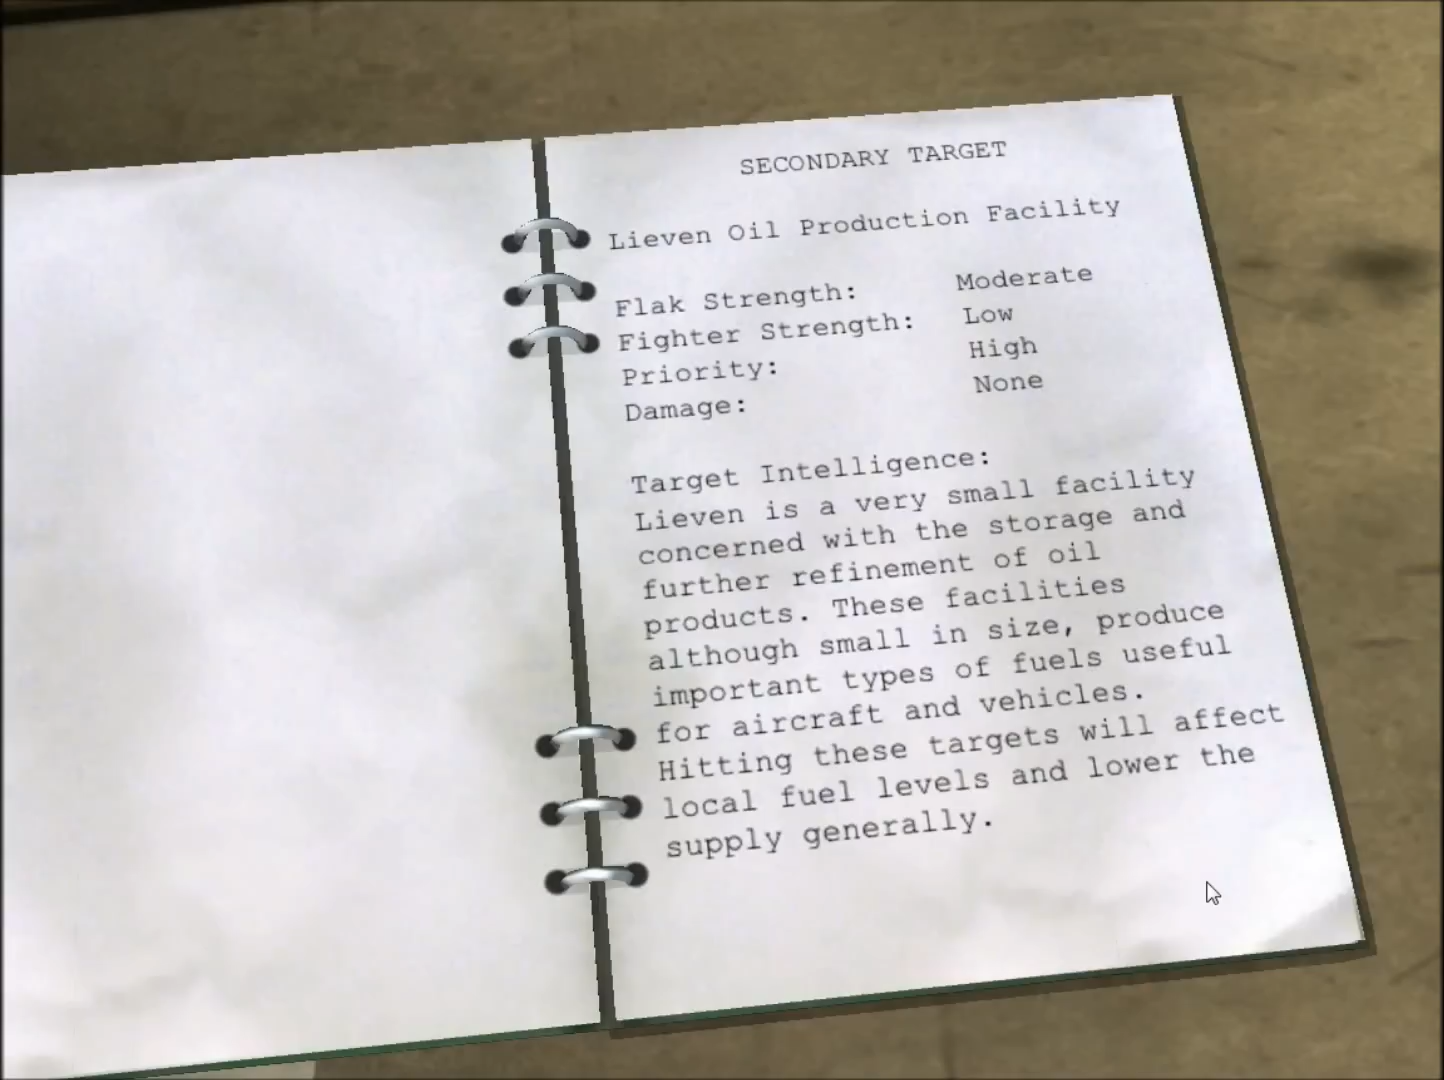 SECONDARY TARGET
Lieven Oil Production Facility
Flak Strength: Moderate
Fighter Strength: Low
Priority: High
Damage: None
Target Intelligence:
Lieven is a very small facility
concerned with the storage and
further refinement of oil
products. These facilities
although small in size, produce
important types of fuels useful
for aircraft and vehicles.
Hitting these targets will affect
local fuel levels and lower the
supply generally.